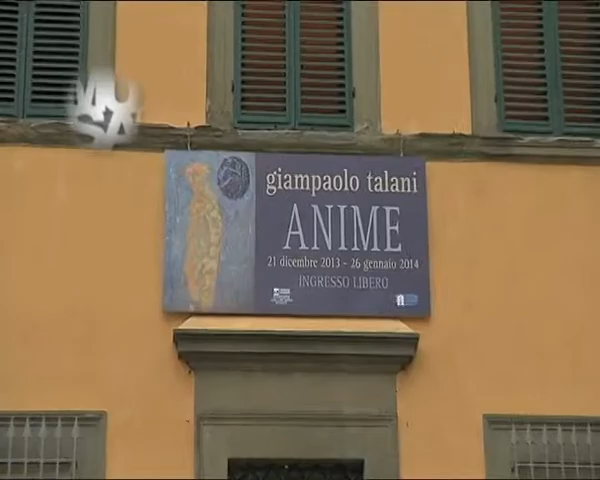 giampaolo talani
ANIME
21 dicembre 2013 - 26 gennaio 2014
INGRESSO LIBERO